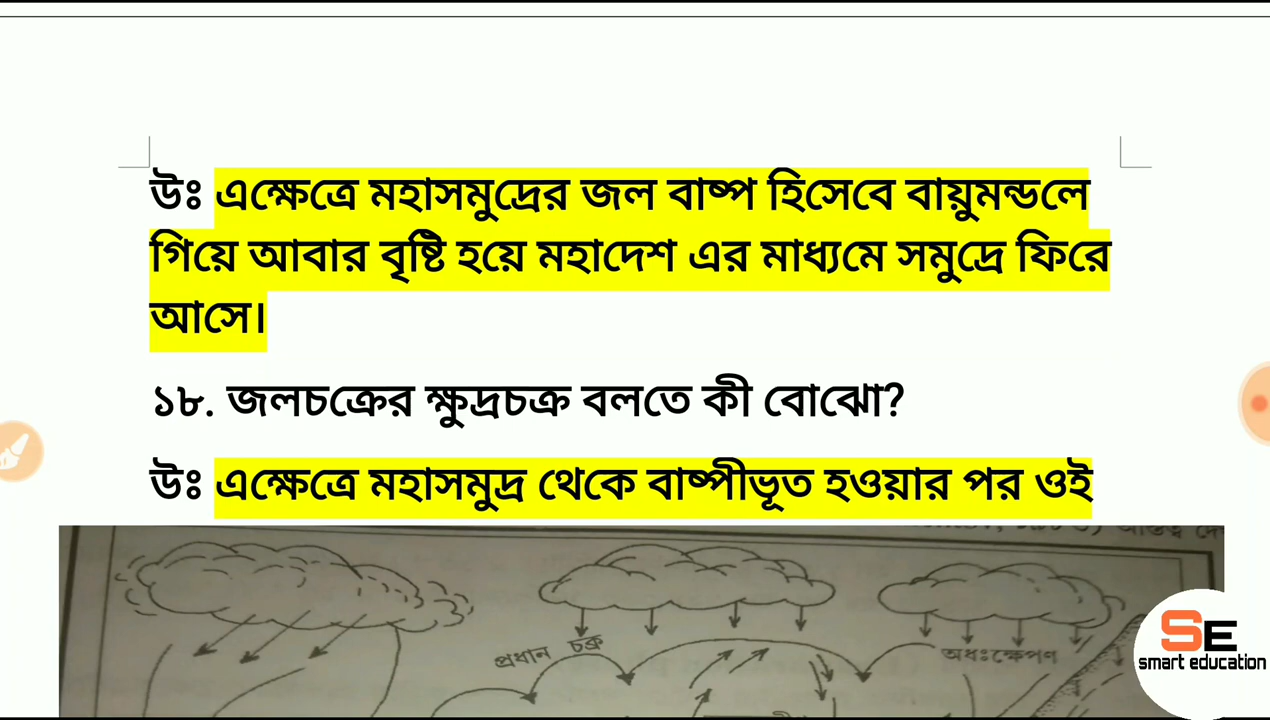 উঃ এক্ষেত্রে মহাসমুদ্রের জল বাষ্প হিসেবে বায়ুমন্ডলে
গিয়ে আবার বৃষ্টি হয়ে মহাদেশ এর মাধ্যমে সমুদ্রে ফিরে
আসে।
১৮. জলচক্রের ক্ষুদ্রচক্র বলতে কী বোঝো?
উঃ এক্ষেত্রে মহাসমুদ্র থেকে বাষ্পীভূত হওয়ার পর ওই
প্রধান চক্র
অধঃক্ষেপণ
SE
smart education